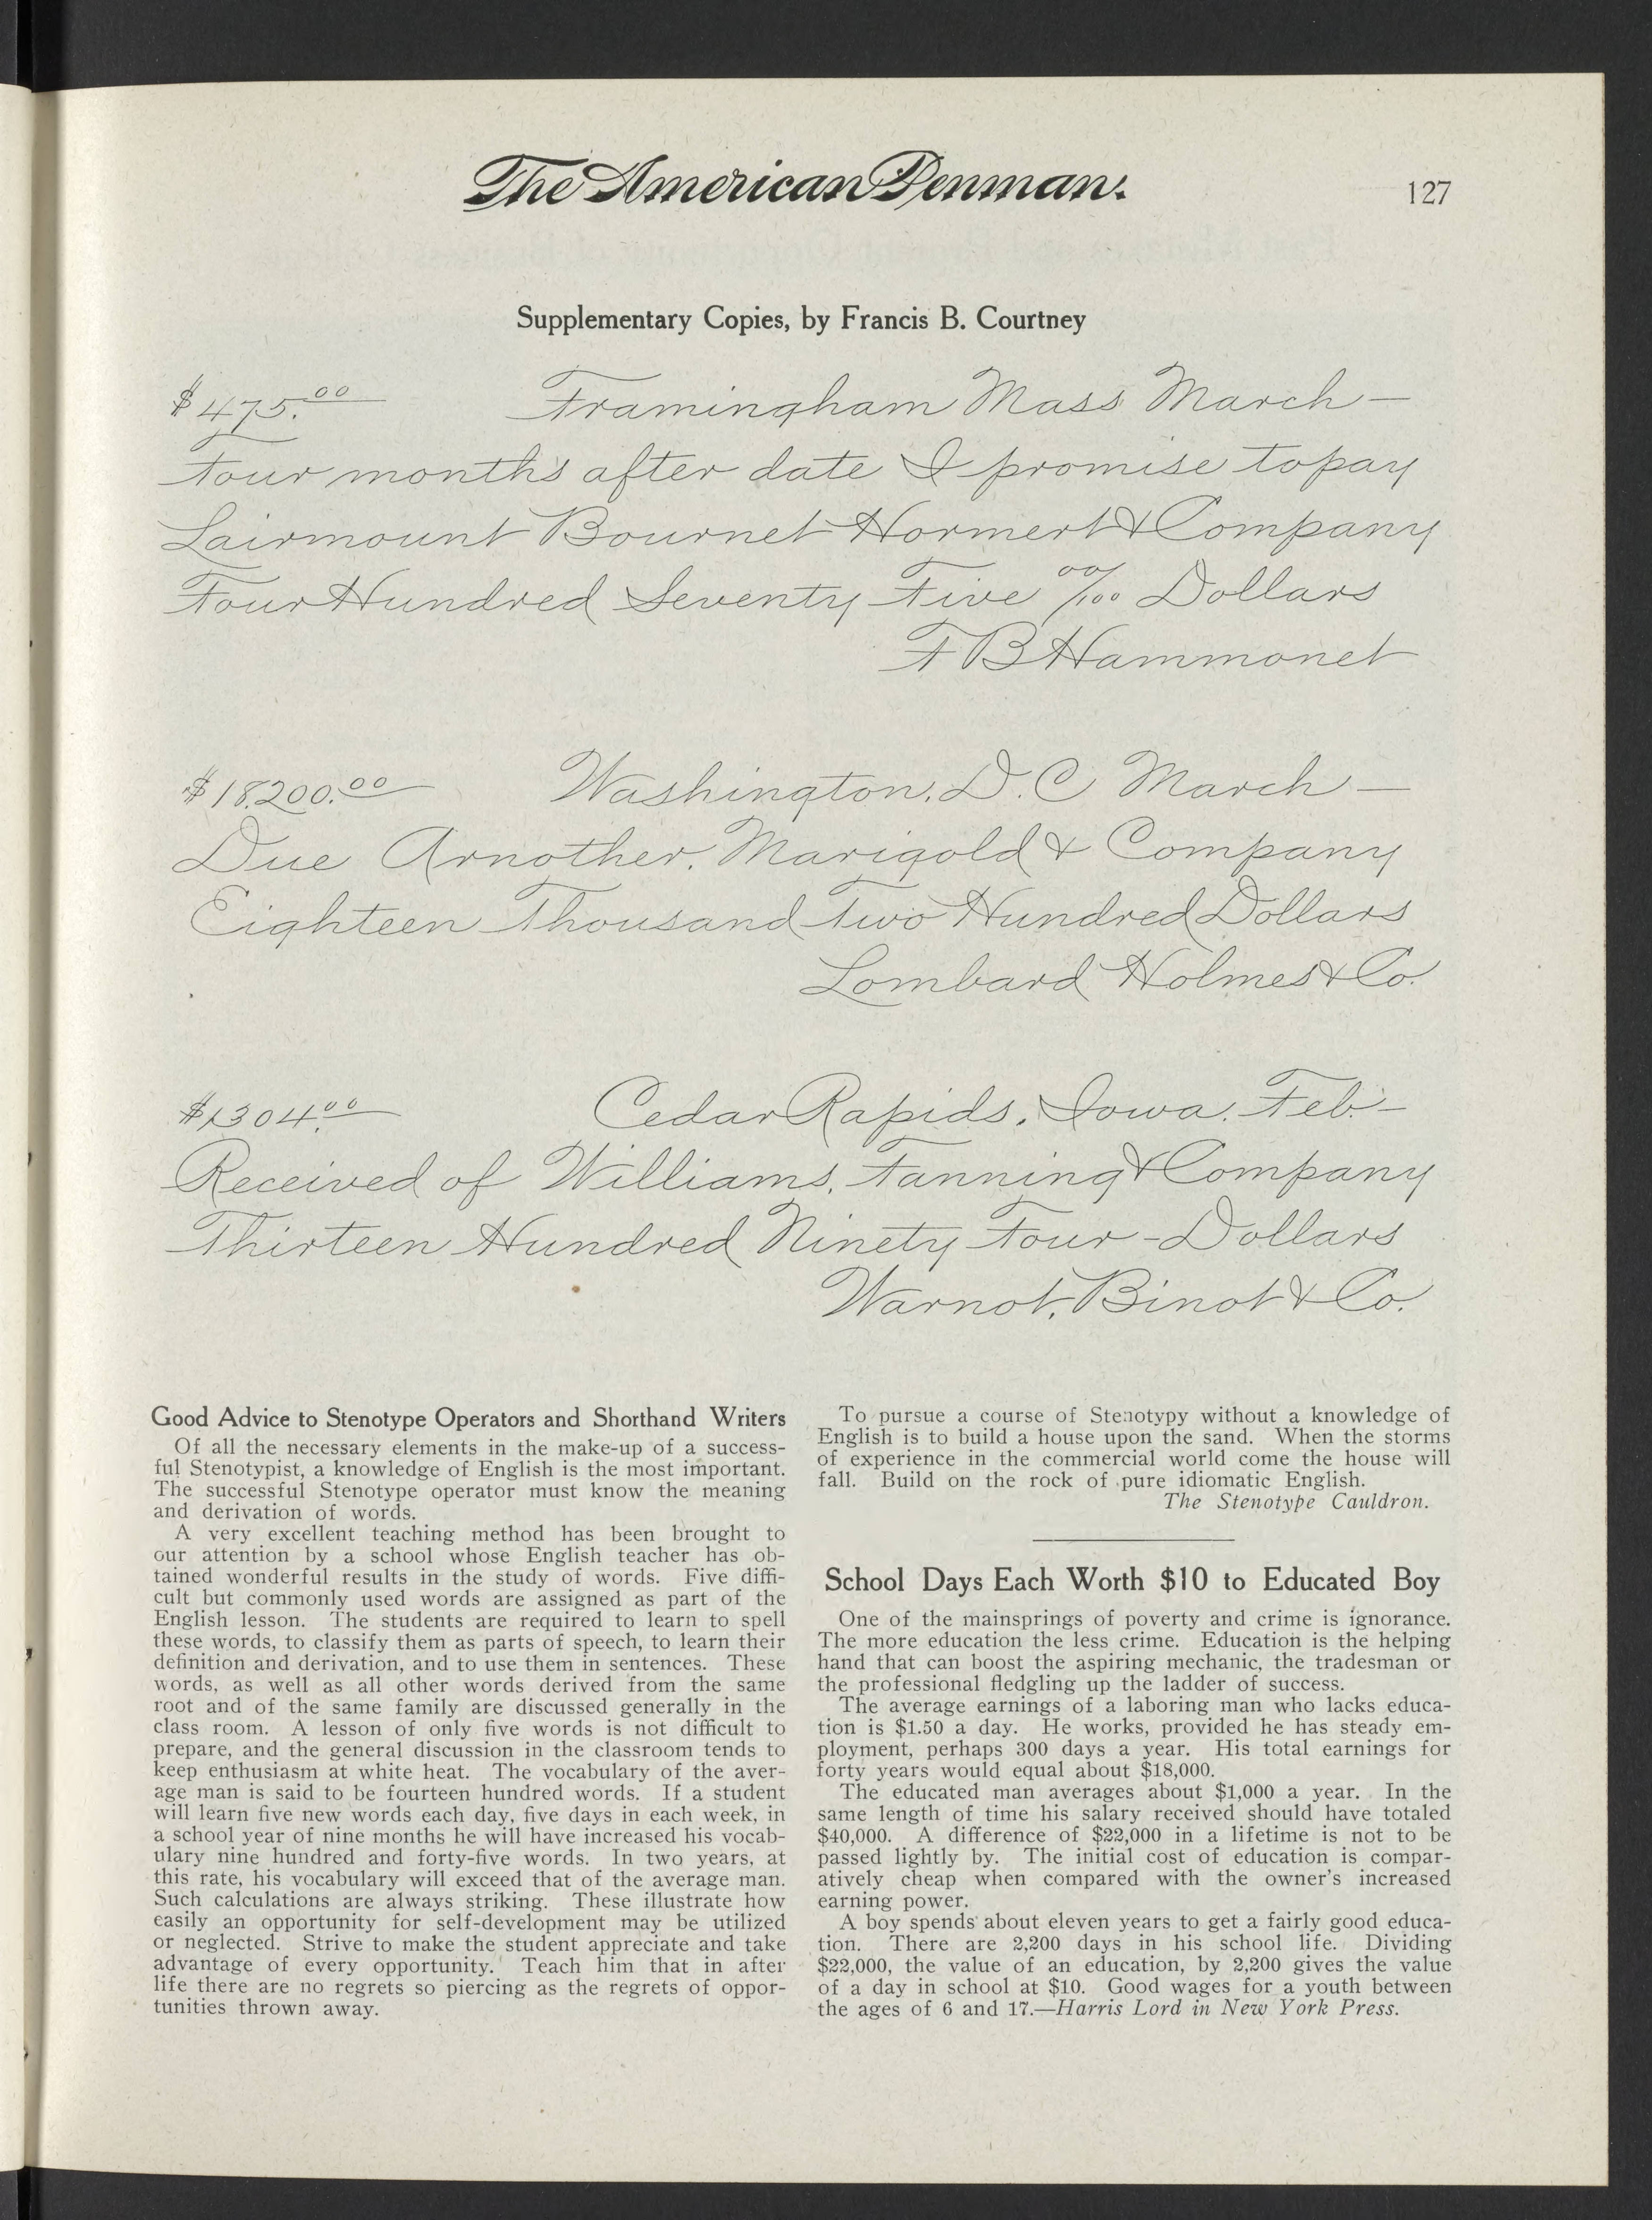 The American Penman.
127
Supplementary Copies, by Francis B. Courtney
$475.00 Framingham Mass March —
Four months after date I promise to pay
Lairmount Bournet Hormert & Company
Four Hundred Seventy Five 00/100 Dollars
F B Hammonet
$18200.00 Washington, D.C March —
Due Arnother, Marigold & Company
Eighteen Thousand Two Hundred Dollars
Lombard Holmes & Co.
$1304.00 Cedar Rapids, Iowa, Feb. —
Received of Williams, Fanning & Company
Thirteen Hundred Ninety Four - Dollars
Warnot, Binot & Co.
Good Advice to Stenotype Operators and Shorthand Writers
Of all the necessary elements in the make-up of a success-
ful Stenotypist, a knowledge of English is the most important.
The successful Stenotype operator must know the meaning
and derivation of words.
A very excellent teaching method has been brought to
our attention by a school whose English teacher has ob-
tained wonderful results in the study of words. Five diffi-
cult but commonly used words are assigned as part of the
English lesson. The students are required to learn to spell
these words, to classify them as parts of speech, to learn their
definition and derivation, and to use them in sentences. These
words, as well as all other words derived from the same
root and of the same family are discussed generally in the
class room. A lesson of only five words is not difficult to
prepare, and the general discussion in the classroom tends to
keep enthusiasm at white heat. The vocabulary of the aver-
age man is said to be fourteen hundred words. If a student
will learn five new words each day, five days in each week, in
a school year of nine months he will have increased his vocab-
ulary nine hundred and forty-five words. In two years, at
this rate, his vocabulary will exceed that of the average man.
Such calculations are always striking. These illustrate how
easily an opportunity for self-development may be utilized
or neglected. Strive to make the student appreciate and take
advantage of every opportunity. Teach him that in after
life there are no regrets so piercing as the regrets of oppor-
tunities thrown away.
To pursue a course of Stenotypy without a knowledge of
English is to build a house upon the sand. When the storms
of experience in the commercial world come the house will
fall. Build on the rock of pure idiomatic English.
The Stenotype Cauldron.
School Days Each Worth $10 to Educated Boy
One of the mainsprings of poverty and crime is ignorance.
The more education the less crime. Education is the helping
hand that can boost the aspiring mechanic, the tradesman or
the professional fledgling up the ladder of success.
The average earnings of a laboring man who lacks educa-
tion is $1.50 a day. He works, provided he has steady em-
ployment, perhaps 300 days a year. His total earnings for
forty years would equal about $18,000.
The educated man averages about $1,000 a year. In the
same length of time his salary received should have totaled
$40,000. A difference of $22,000 in a lifetime is not to be
passed lightly by. The initial cost of education is compar-
atively cheap when compared with the owner's increased
earning power.
A boy spends about eleven years to get a fairly good educa-
tion. There are 2,200 days in his school life. Dividing
$22,000, the value of an education, by 2,200 gives the value
of a day in school at $10. Good wages for a youth between
the ages of 6 and 17.—Harris Lord in New York Press.